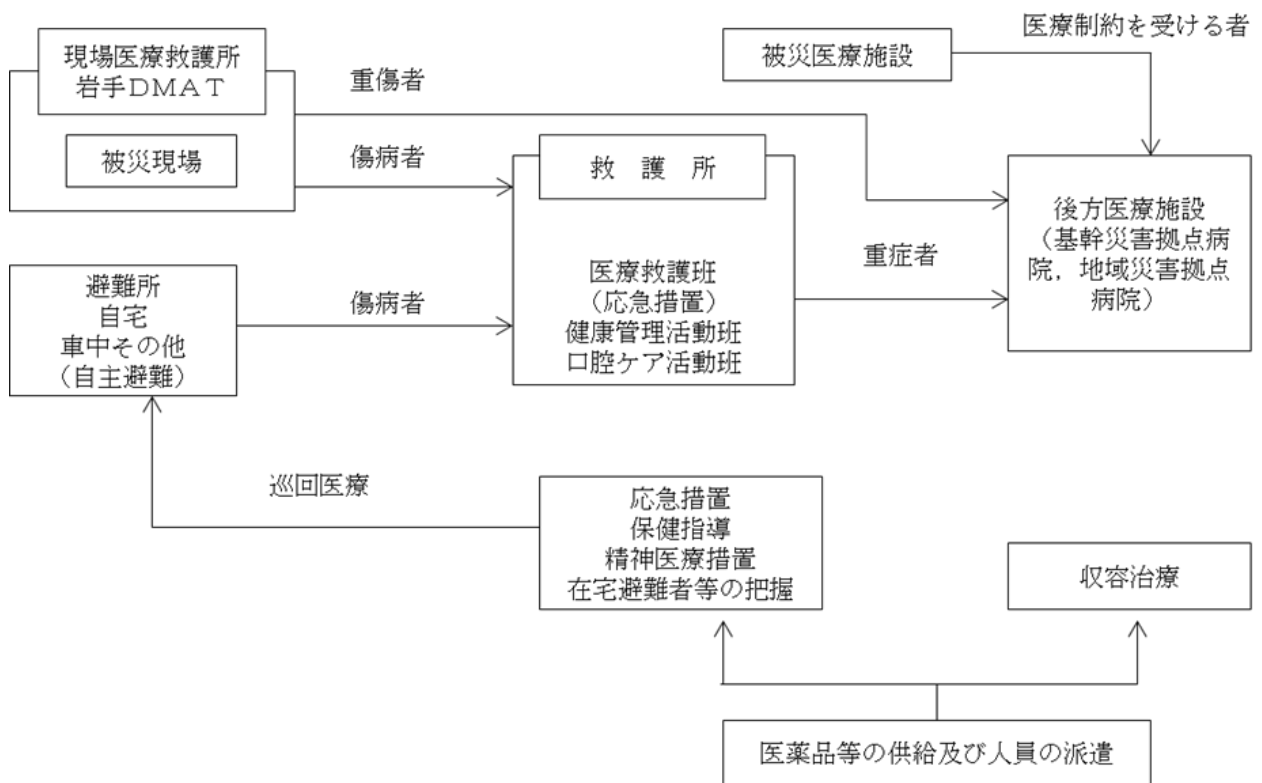 医療制約を受ける者
現場医療救護所
岩手DMAT
被災現場
重傷者
傷病者
被災医療施設
救　護　所
医療救護班
（応急措置）
健康管理活動班
口腔ケア活動班
重症者
後方医療施設
（基幹災害拠点病
院，地域災害拠点
病院）
避難所
自宅
車中その他
（自主避難）
傷病者
巡回医療
応急措置
保健指導
精神医療措置
在宅避難者等の把握
収容治療
医薬品等の供給及び人員の派遣